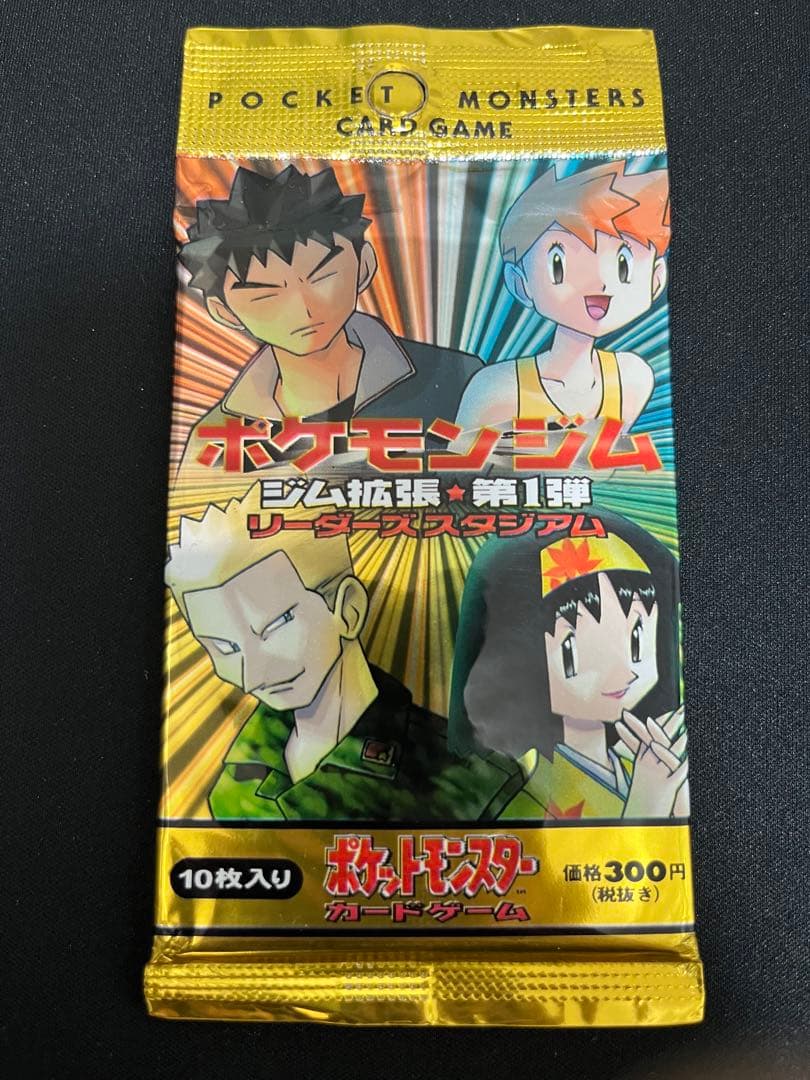 POCKET MONSTERS
CARD GAME
ポケモンジム
ジム拡張★第1弾
リーダーズスタジアム
10枚入り
ポケットモンスター
TM
カードゲーム
価格300円
(税抜き)